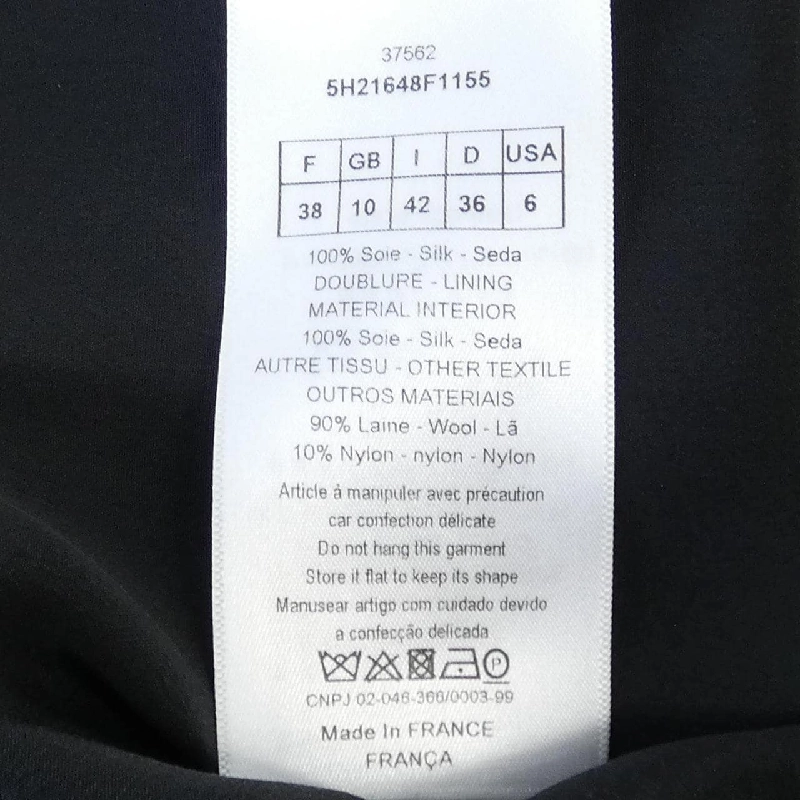 37562
5H21648F1155
F GB I D USA
38 10 42 36 6
100% Soie - Silk - Seda
DOUBLURE - LINING
MATERIAL INTERIOR
100% Soie - Silk - Seda
AUTRE TISSU - OTHER TEXTILE
OUTROS MATERIAIS
90% Laine - Wool - Lã
10% Nylon - nylon - Nylon
Article à manipuler avec précaution
car confection délicate
Do not hang this garment
Store it flat to keep its shape
Manusear artigo com cuidado devido
a confecção delicada
P
CNPJ 02-046-366/0003-99
Made In FRANCE
FRANÇA